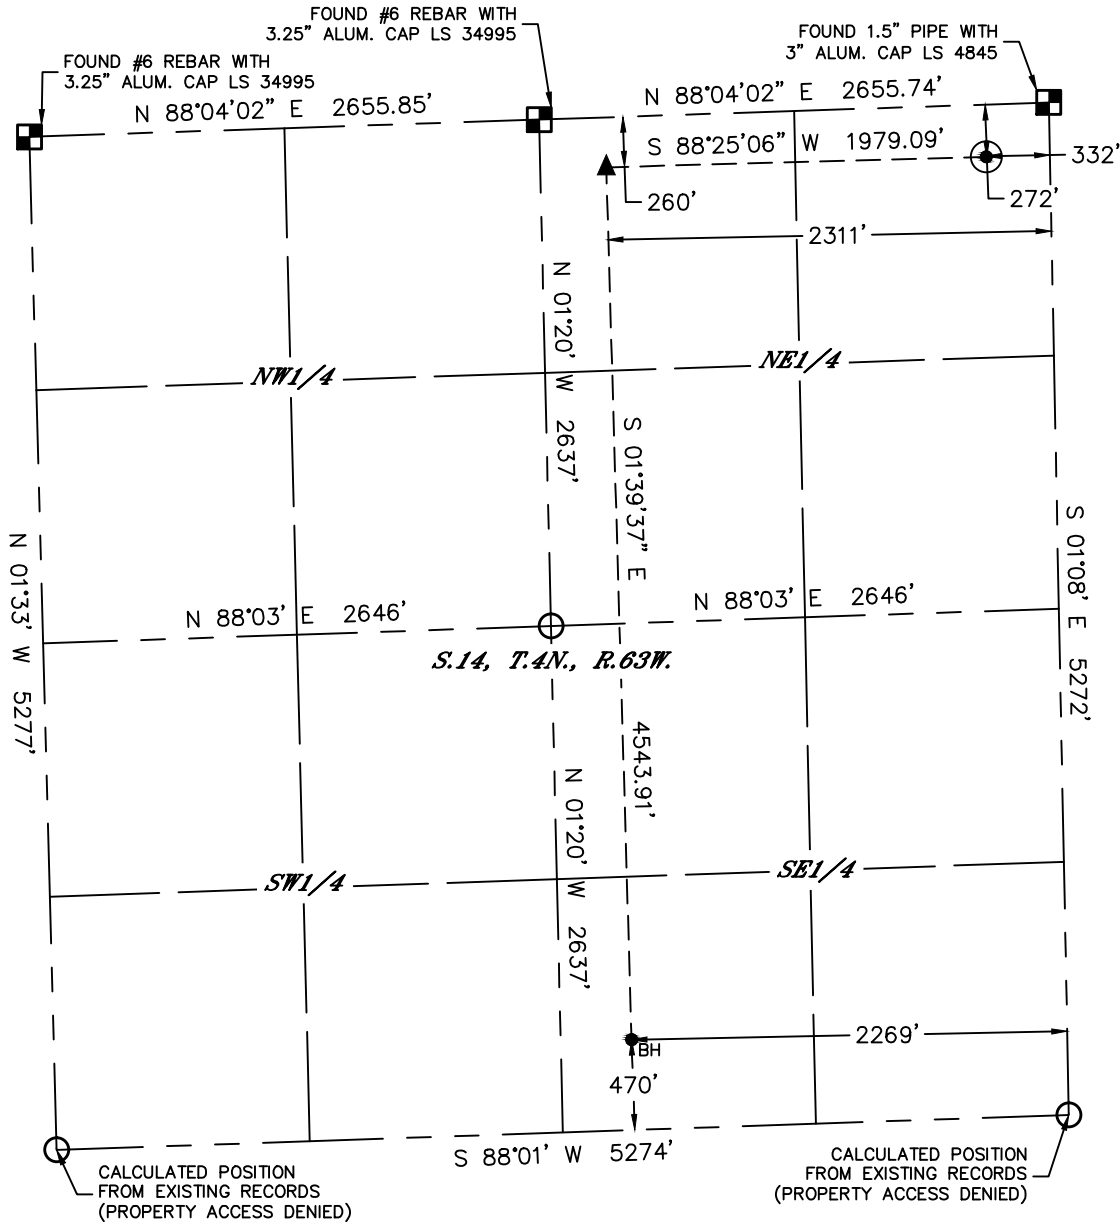 FOUND #6 REBAR WITH
3.25" ALUM. CAP LS 34995
FOUND #6 REBAR WITH
3.25" ALUM. CAP LS 34995
FOUND 1.5" PIPE WITH
3" ALUM. CAP LS 4845
N 88°04'02" E 2655.85'
N 88°04'02" E 2655.74'
S 88°25'06" W 1979.09'
332'
260'
272'
2311'
N 01°20' W 2637'
NW1/4
NE1/4
S 01°39'37" E 4543.91'
N 01°33' W 5277'
S 01°08' E 5272'
N 88°03' E 2646'
N 88°03' E 2646'
S.14, T.4N., R.63W.
N 01°20' W 2637'
SW1/4
SE1/4
BH
2269'
470'
S 88°01' W 5274'
CALCULATED POSITION
FROM EXISTING RECORDS
(PROPERTY ACCESS DENIED)
CALCULATED POSITION
FROM EXISTING RECORDS
(PROPERTY ACCESS DENIED)